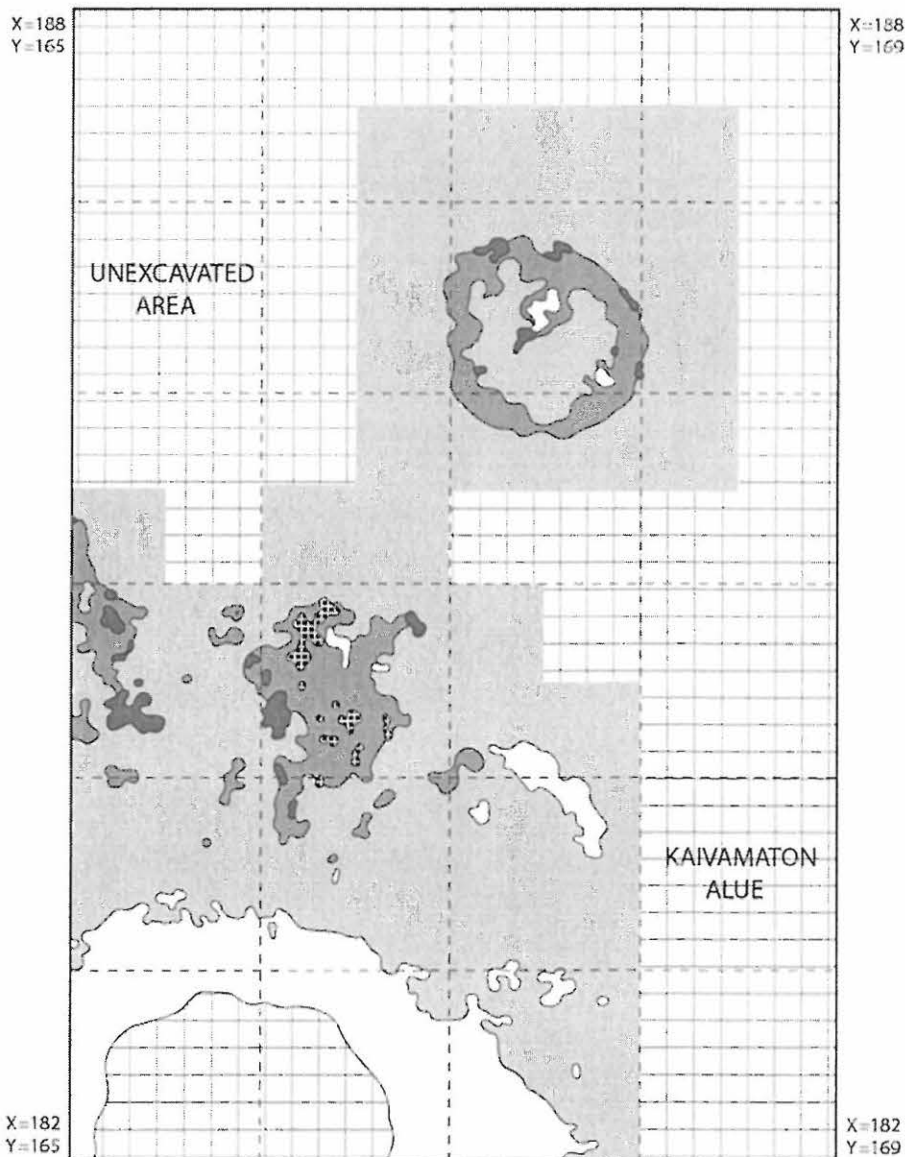 X=188
Y=165
X=188
Y=169
UNEXCAVATED
AREA
KAIVAMATON
ALUE
X=182
Y=165
X=182
Y=169